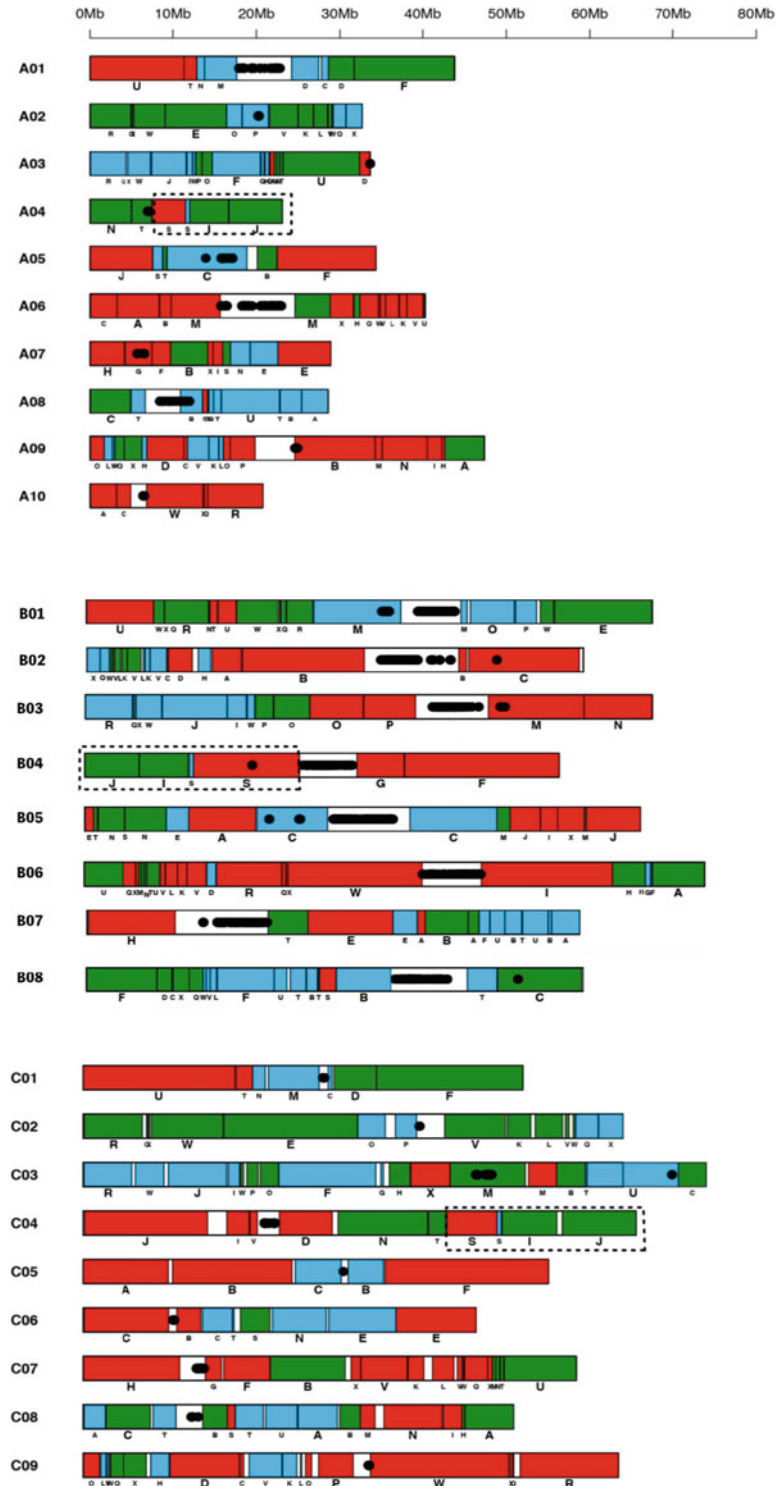 0Mb 10Mb 20Mb 30Mb 40Mb 50Mb 60Mb 70Mb 80Mb
A01
U T N M D C D F
A02
R W E O P V K L Q X
A03
R W J O F U D
A04
N T S S I J
A05
J S T C B F
A06
C A B M M X H Q W L K V U
A07
H G F B X I S N E E
A08
C T B T U T B A
A09
O L Q X H D C V K L O P B M N I H A
A10
A C W R
B01
U W X Q R N T U W X Q R M M O P W E
B02
X Q W V L K V L K V C D H A B B C
B03
R Q X W J I W P O O P M N
B04
J I S S G F
B05
E T N S N E A C C M J I X M J
B06
U V L K V D R Q X W I H A
B07
H T E E A B A F U B T U B A
B08
F D C X Q W V L F U T B T S B T C
C01
U T N M C D F
C02
R W E O P V K L V W Q X
C03
R W J I W P O F G H X M M B T U C
C04
J I V D N T S S I J
C05
A B C B F
C06
C B C T S N E E
C07
H G F B X V K L Q U
C08
A C T B S T U A B M N I H A
C09
O X H D C V K L O P W R